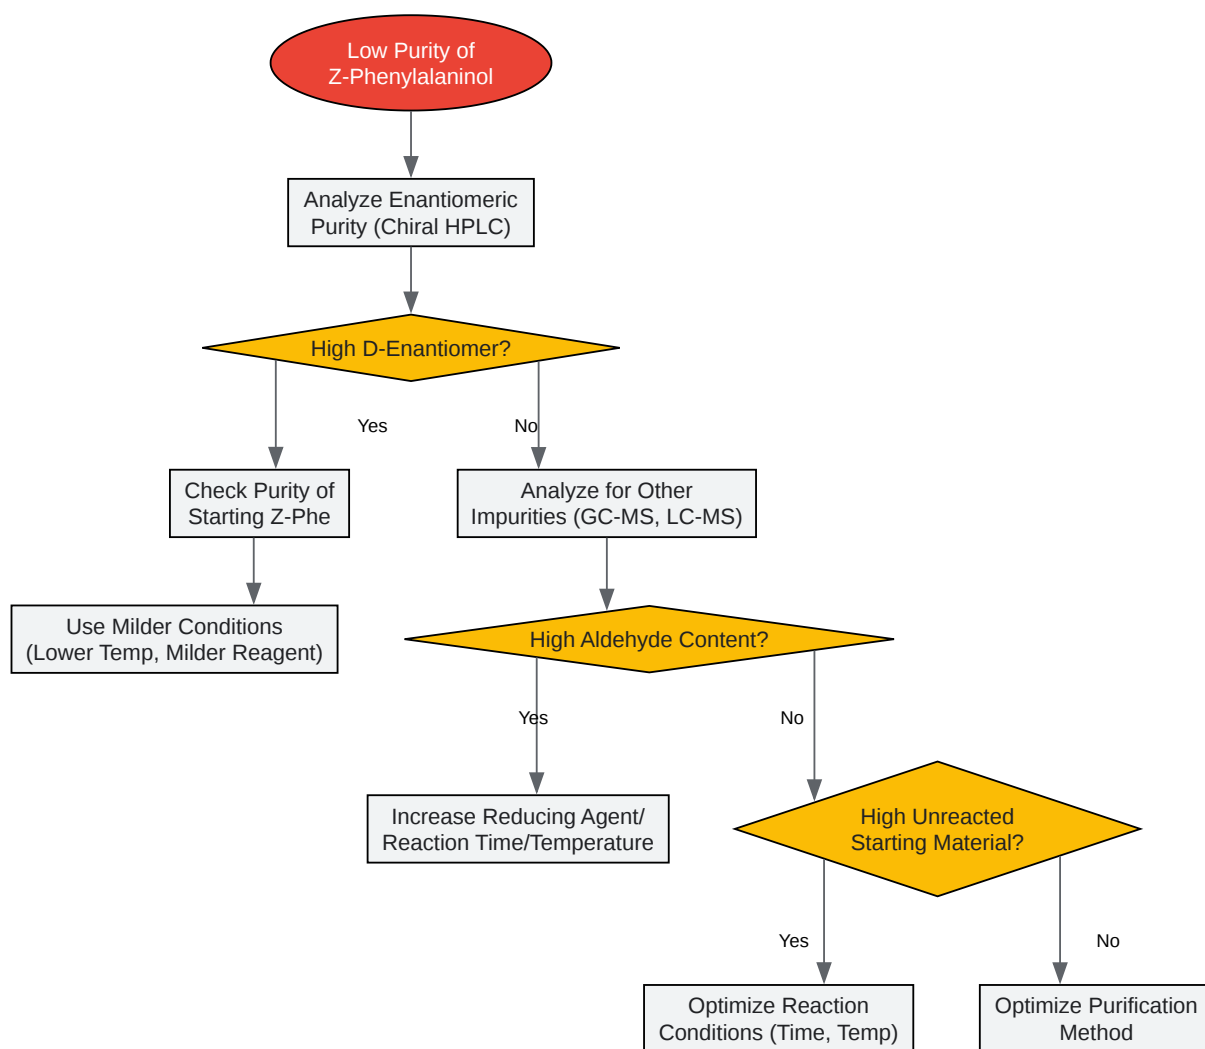 Low Purity of
Z-Phenylalaninol
Analyze Enantiomeric
Purity (Chiral HPLC)
High D-Enantiomer?
Yes
No
Check Purity of
Starting Z-Phe
Analyze for Other
Impurities (GC-MS, LC-MS)
Use Milder Conditions
(Lower Temp, Milder Reagent)
High Aldehyde Content?
Yes
No
Increase Reducing Agent/
Reaction Time/Temperature
High Unreacted
Starting Material?
Yes
No
Optimize Reaction
Conditions (Time, Temp)
Optimize Purification
Method